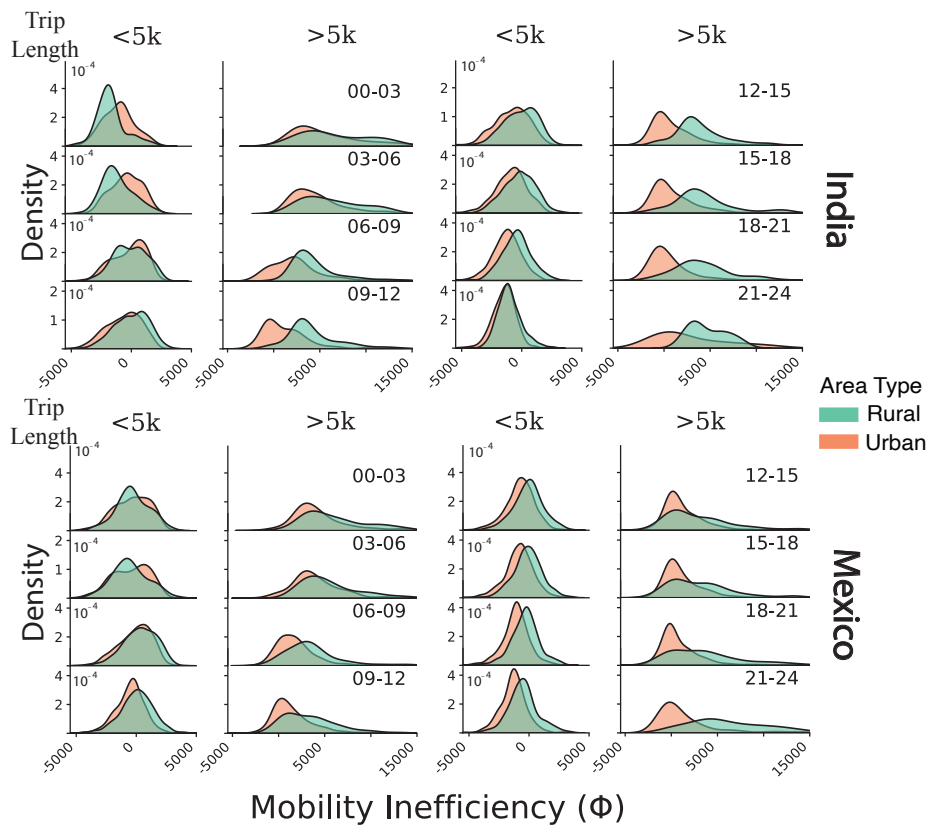 Trip Length <5k >5k <5k >5k
10⁻⁴ 10⁻⁴
4 2 00-03 2 1 12-15
10⁻⁴ 10⁻⁴
4 2 03-06 4 2 15-18
10⁻⁴ 10⁻⁴
4 2 06-09 4 2 18-21
10⁻⁴ 10⁻⁴
2 1 09-12 4 2 21-24
-5000 0 5000 -5000 5000 15000 -5000 0 5000 -5000 5000 15000
Density
India
Area Type
Rural
Urban
Trip Length <5k >5k <5k >5k
10⁻⁴ 10⁻⁴
4 2 00-03 4 2 12-15
10⁻⁴ 10⁻⁴
2 1 03-06 4 2 15-18
10⁻⁴ 10⁻⁴
4 2 06-09 4 2 18-21
10⁻⁴ 10⁻⁴
4 2 09-12 4 2 21-24
-5000 0 5000 -5000 5000 15000 -5000 0 5000 -5000 5000 15000
Density
Mexico
Mobility Inefficiency (Φ)